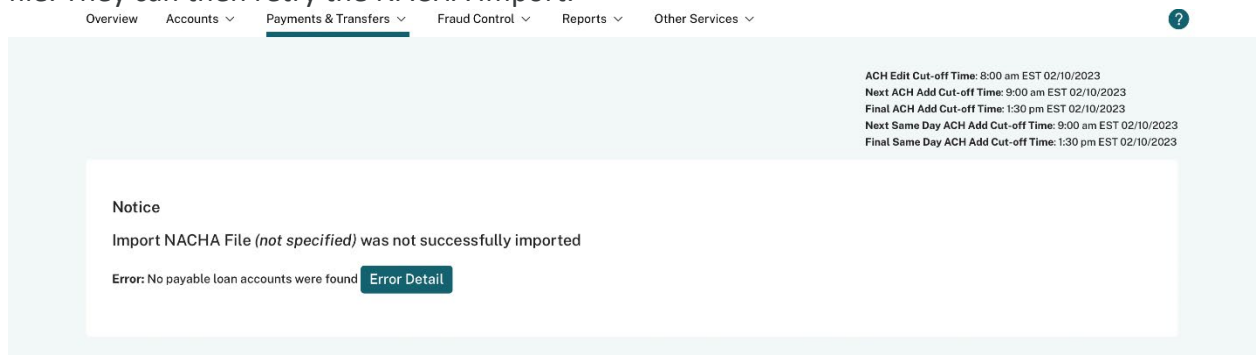 file. They can then retry the NACHA import.
Overview Accounts Payments & Transfers Fraud Control Reports Other Services ?
ACH Edit Cut-off Time: 8:00 am EST 02/10/2023
Next ACH Add Cut-off Time: 9:00 am EST 02/10/2023
Final ACH Add Cut-off Time: 1:30 pm EST 02/10/2023
Next Same Day ACH Add Cut-off Time: 9:00 am EST 02/10/2023
Final Same Day ACH Add Cut-off Time: 1:30 pm EST 02/10/2023
Notice
Import NACHA File (not specified) was not successfully imported
Error: No payable loan accounts were found Error Detail